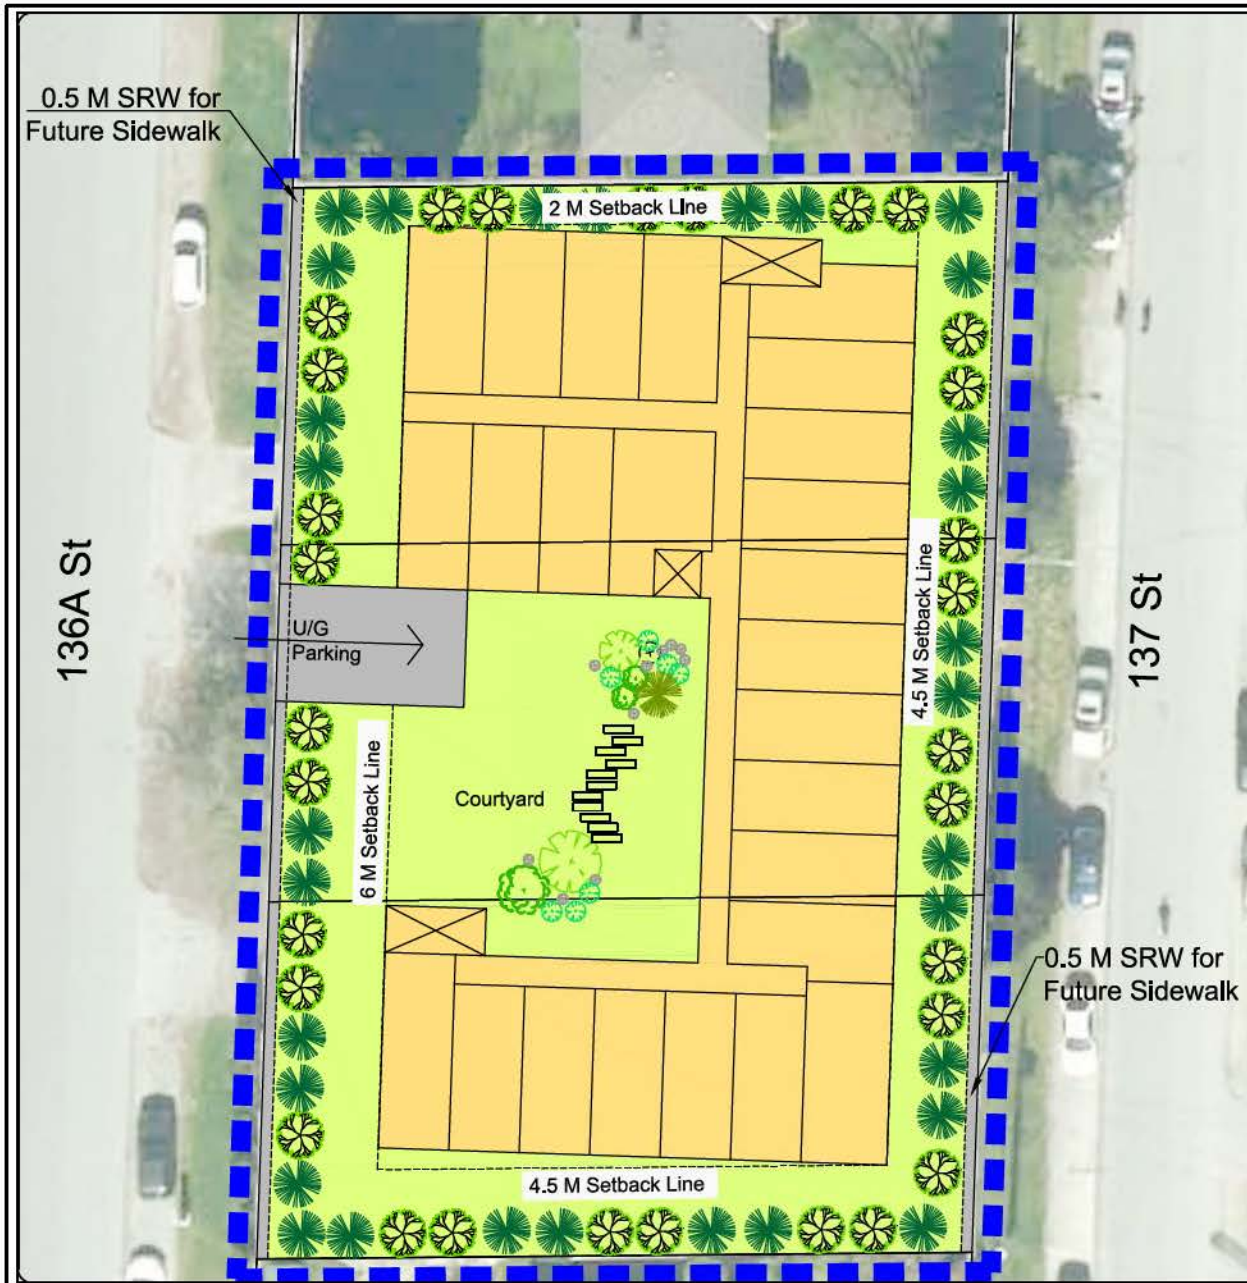 0.5 M SRW for
Future Sidewalk
2 M Setback Line
136A St
U/G
Parking
4.5 M Setback Line
137 St
6 M Setback Line
Courtyard
0.5 M SRW for
Future Sidewalk
4.5 M Setback Line